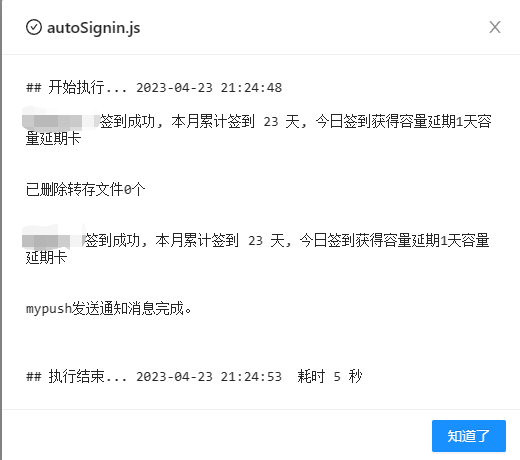 autoSignin.js
## 开始执行... 2023-04-23 21:24:48
签到成功, 本月累计签到 23 天, 今日签到获得容量延期1天容
量延期卡
已删除转存文件0个
签到成功, 本月累计签到 23 天, 今日签到获得容量延期1天容量
延期卡
mypush发送通知消息完成。
## 执行结束... 2023-04-23 21:24:53 耗时 5 秒
知道了